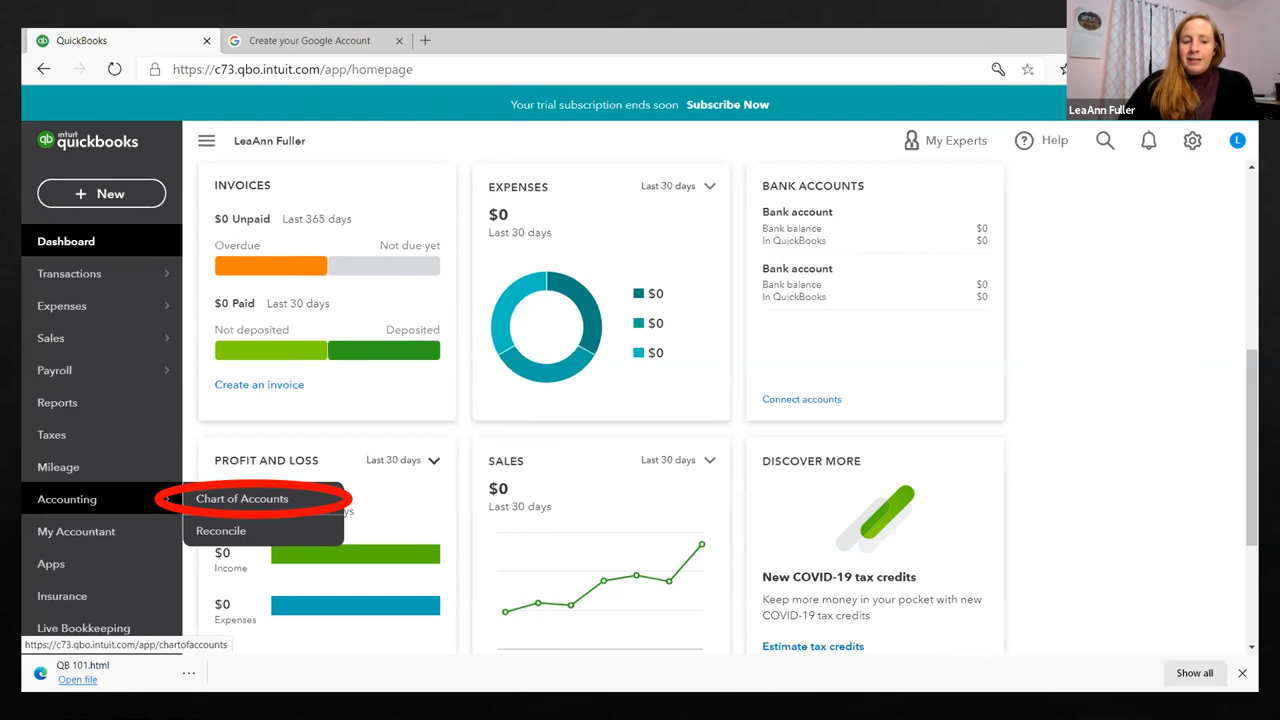 QuickBooks
Create your Google Account
https://c73.qbo.intuit.com/app/homepage
LeaAnn Fuller
Your trial subscription ends soon Subscribe Now
qb intuit quickbooks
LeaAnn Fuller
My Experts
Help
L
+ New
Dashboard
Transactions
Expenses
Sales
Payroll
Reports
Taxes
Mileage
Accounting
My Accountant
Apps
Insurance
Live Bookkeeping
Chart of Accounts
Reconcile
INVOICES
$0 Unpaid Last 365 days
Overdue Not due yet
$0 Paid Last 30 days
Not deposited Deposited
Create an invoice
EXPENSES Last 30 days
$0
Last 30 days
$0
$0
$0
BANK ACCOUNTS
Bank account
Bank balance $0
In QuickBooks $0
Bank account
Bank balance $0
In QuickBooks $0
Connect accounts
PROFIT AND LOSS Last 30 days
ys
$0
Income
$0
Expenses
SALES Last 30 days
$0
Last 30 days
DISCOVER MORE
New COVID-19 tax credits
Keep more money in your pocket with new
COVID-19 tax credits
Estimate tax credits
https://c73.qbo.intuit.com/app/chartofaccounts
QB 101.html
Open file
Show all